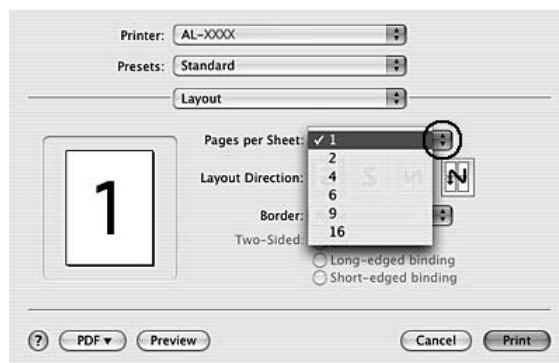 Printer: AL-XXXX
Presets: Standard
Layout
Pages per Sheet: ✓ 1
2
Layout Direction: 4
6
Border: 9
Two-Sided: 16
Long-edged binding
Short-edged binding
1
? PDF▼ Preview Cancel Print